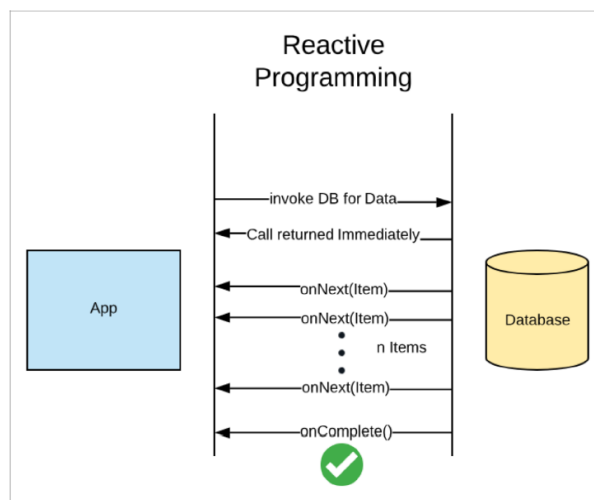 Reactive
Programming
invoke DB for Data
Call returned Immediately
onNext(Item)
App
onNext(Item)
Database
n Items
onNext(Item)
onComplete()